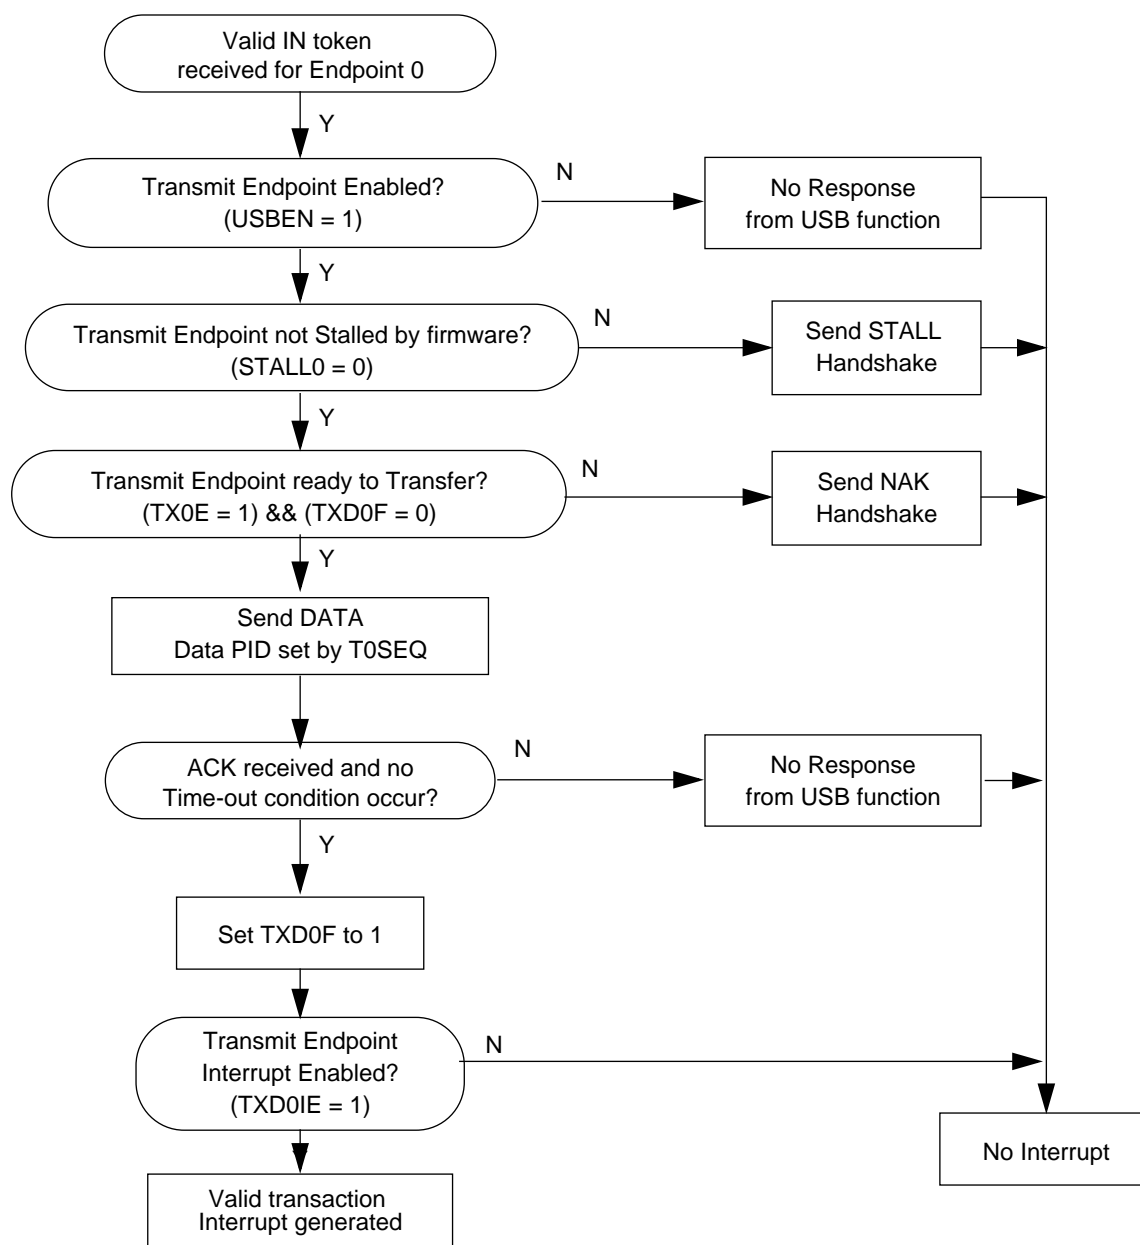 Valid IN token
received for Endpoint 0
Y
Transmit Endpoint Enabled?
(USBEN = 1)
N
No Response
from USB function
Y
Transmit Endpoint not Stalled by firmware?
(STALL0 = 0)
N
Send STALL
Handshake
Y
Transmit Endpoint ready to Transfer?
(TX0E = 1) && (TXD0F = 0)
N
Send NAK
Handshake
Y
Send DATA
Data PID set by T0SEQ
ACK received and no
Time-out condition occur?
N
No Response
from USB function
Y
Set TXD0F to 1
Transmit Endpoint
Interrupt Enabled?
(TXD0IE = 1)
N
No Interrupt
Valid transaction
Interrupt generated